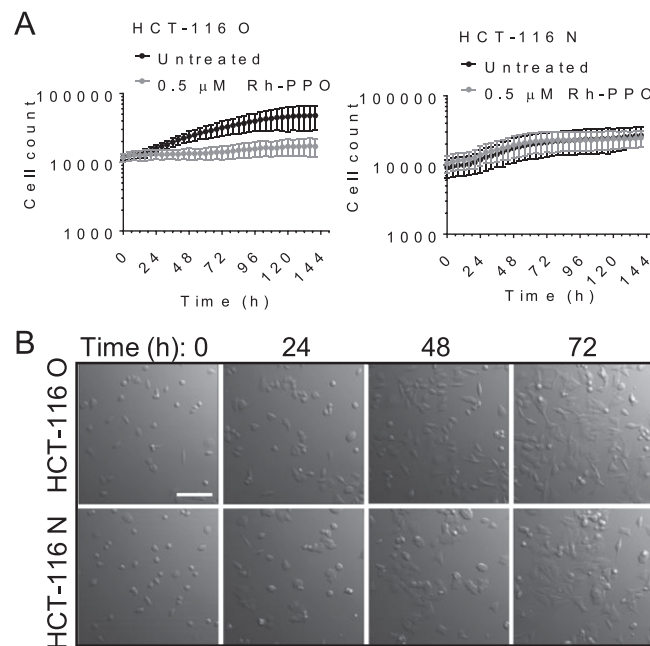 A
HCT-116 O
Untreated
0.5 μM Rh-PPO
Cell count
100000
10000
1000
0 24 48 72 96 120 144
Time (h)
HCT-116 N
Untreated
0.5 μM Rh-PPO
Cell count
100000
10000
1000
0 24 48 72 96 120 144
Time (h)
B
Time (h): 0 24 48 72
HCT-116 O
HCT-116 N